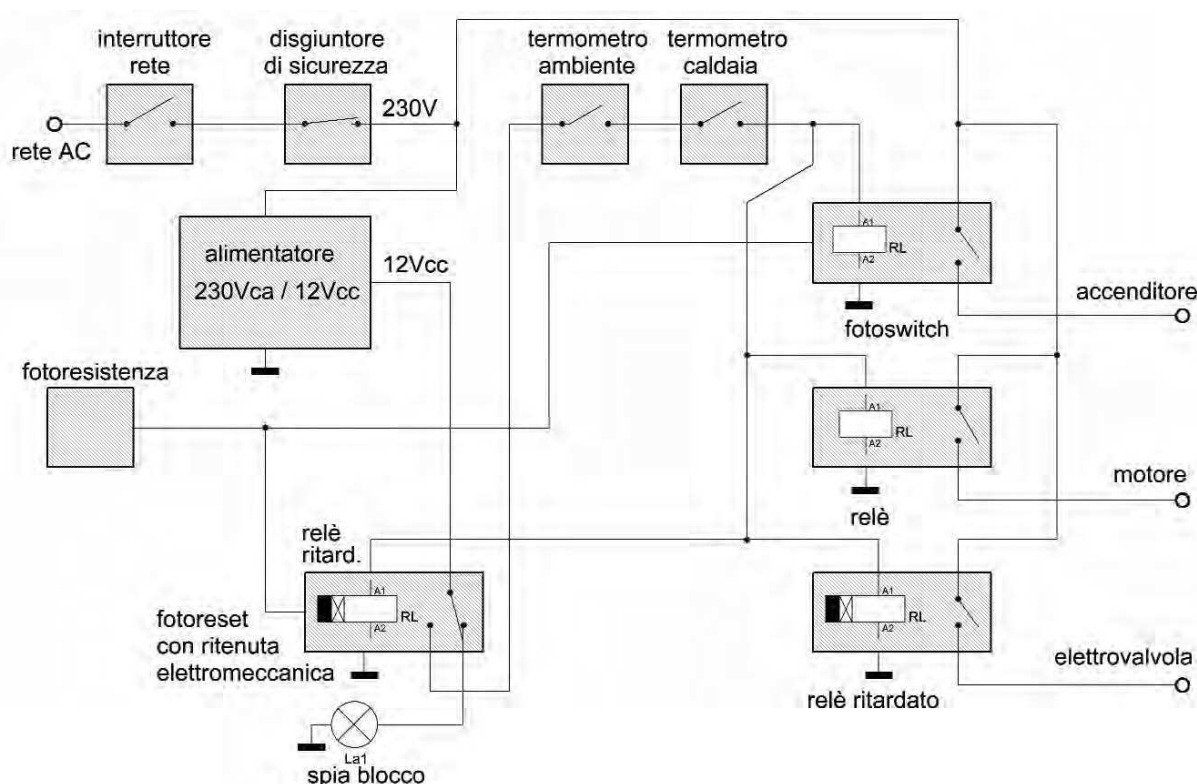 interruttore
rete
disgiuntore
di sicurezza
termometro
ambiente
termometro
caldaia
230V
rete AC
alimentatore
230Vca / 12Vcc
12Vcc
A1
RL
A2
fotoswitch
accenditore
fotoresistenza
A1
RL
A2
relè
motore
relè
ritard.
A1
RL
A2
fotoreset
con ritenuta
elettromeccanica
A1
RL
A2
relè ritardato
elettrovalvola
La1
spia blocco